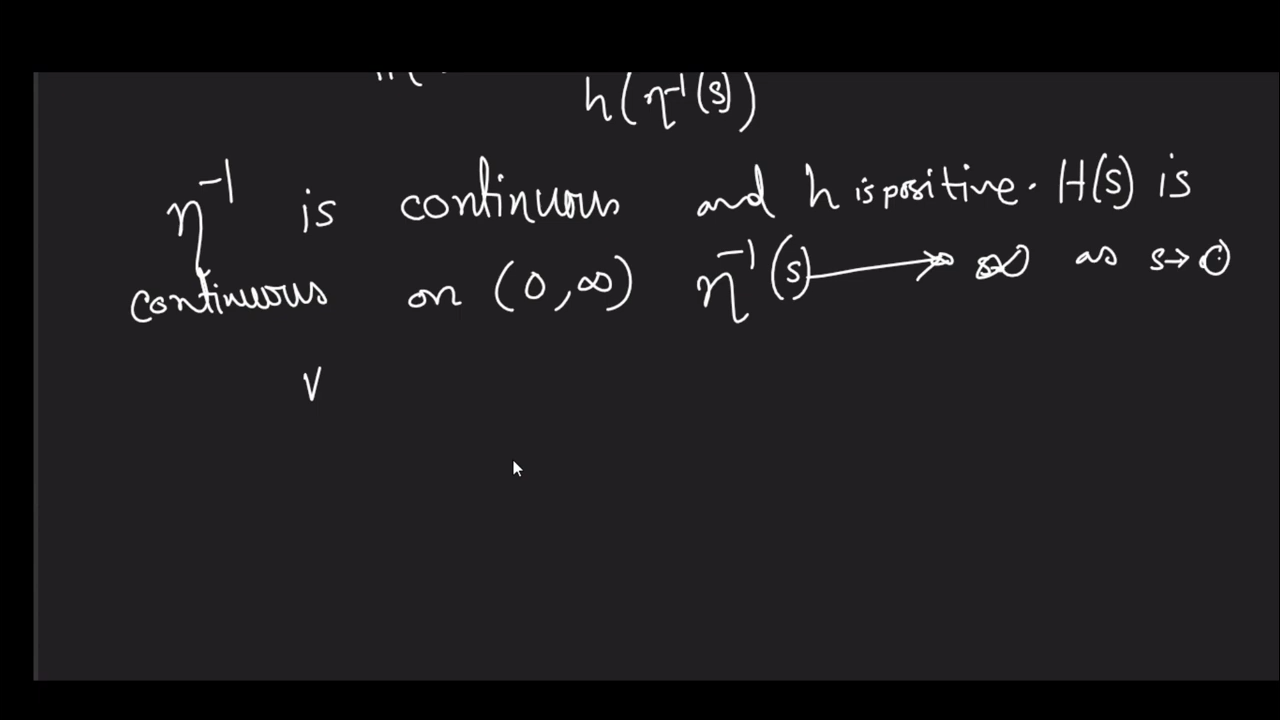 h(η⁻¹(s))
η⁻¹ is continuous and h is positive. H(s) is
continuous on (0,∞) η⁻¹(s) → ∞ as s→0
V